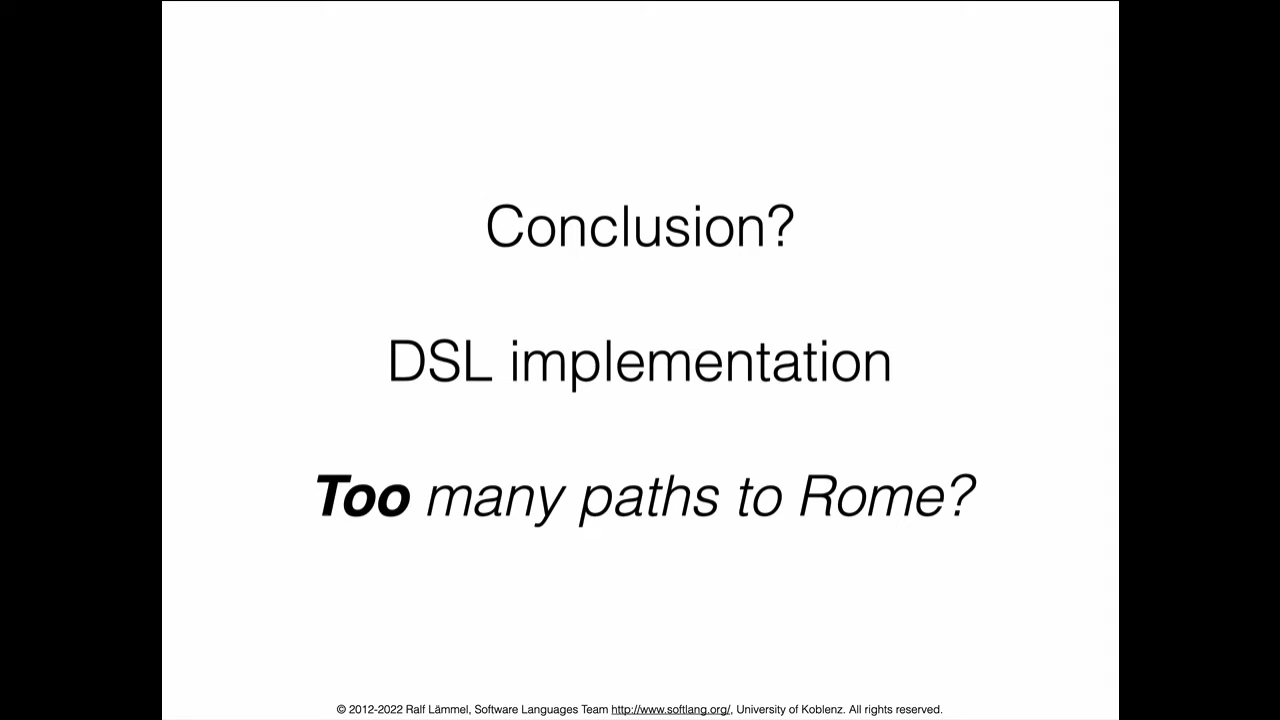 Conclusion?
DSL implementation
Too many paths to Rome?
© 2012-2022 Ralf Lämmel, Software Languages Team http://www.softlang.org/, University of Koblenz. All rights reserved.